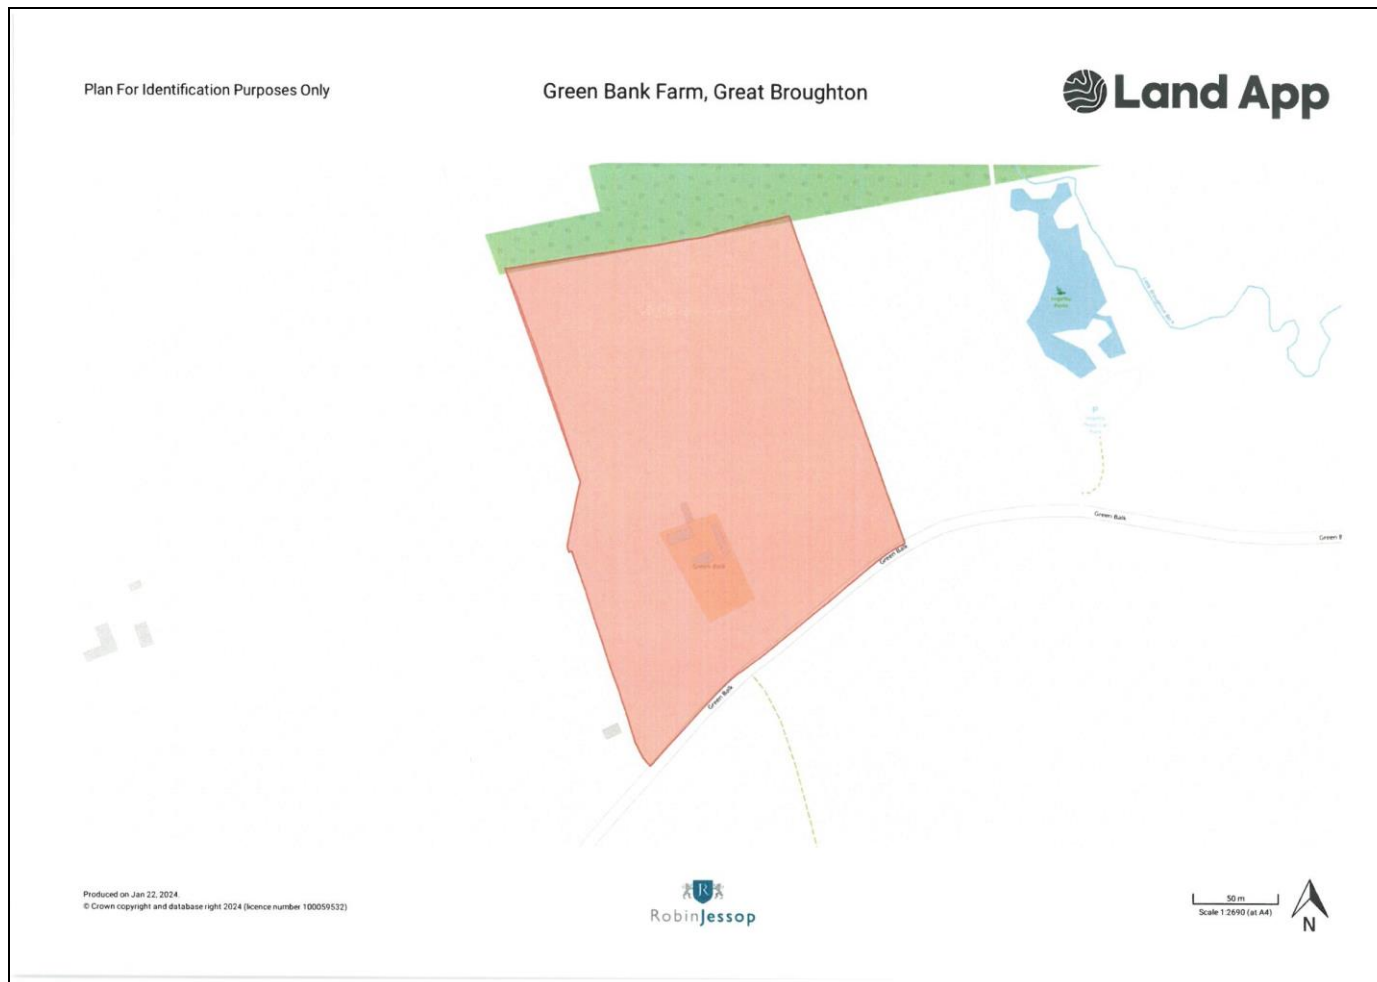 Plan For Identification Purposes Only
Green Bank Farm, Great Broughton
Land App
Green Balk
Green Balk
Green B
Green Balk
Produced on Jan 22, 2024.
© Crown copyright and database right 2024 (licence number 100059532)
R
RobinJessop
50 m
Scale 1:2690 (at A4)
N
P